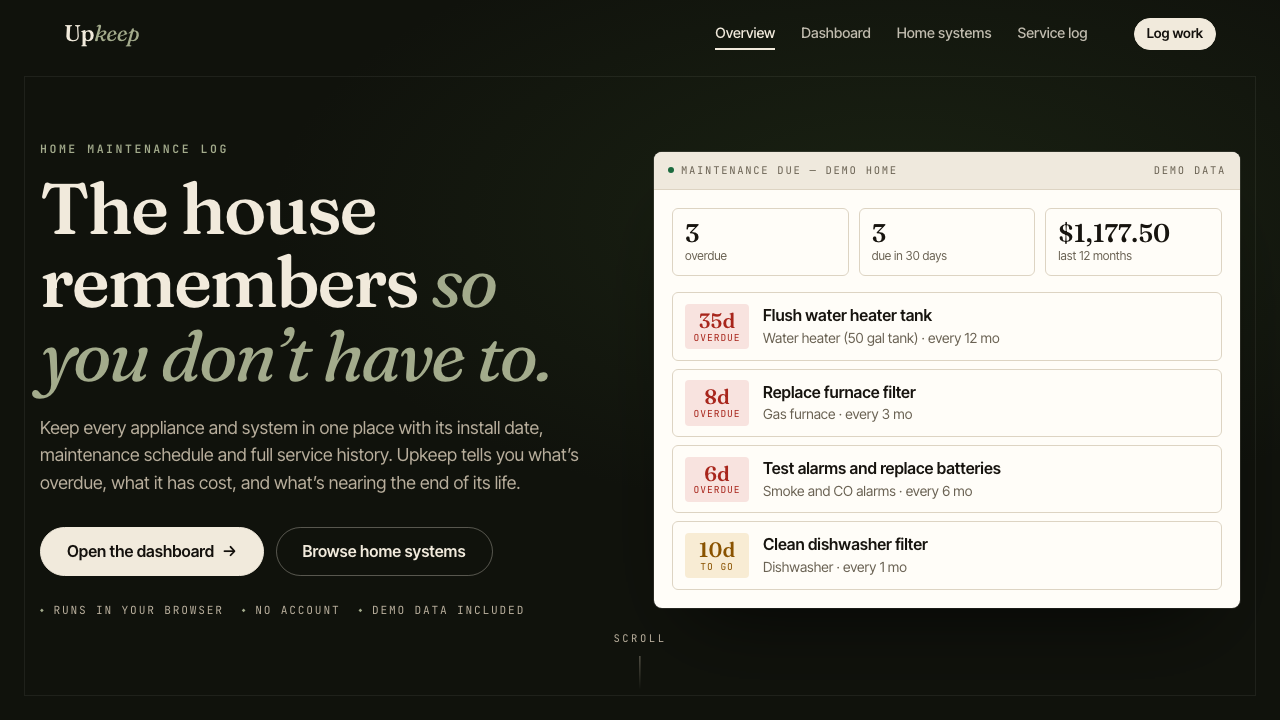 Upkeep
Overview
Dashboard
Home systems
Service log
Log work
HOME MAINTENANCE LOG
The house
remembers so
you don’t have to.
Keep every appliance and system in one place with its install date,
maintenance schedule and full service history. Upkeep tells you what’s
overdue, what it has cost, and what’s nearing the end of its life.
Open the dashboard →
Browse home systems
RUNS IN YOUR BROWSER
NO ACCOUNT
DEMO DATA INCLUDED
MAINTENANCE DUE — DEMO HOME
DEMO DATA
3
overdue
3
due in 30 days
$1,177.50
last 12 months
35d
OVERDUE
Flush water heater tank
Water heater (50 gal tank) · every 12 mo
8d
OVERDUE
Replace furnace filter
Gas furnace · every 3 mo
6d
OVERDUE
Test alarms and replace batteries
Smoke and CO alarms · every 6 mo
10d
TO GO
Clean dishwasher filter
Dishwasher · every 1 mo
SCROLL